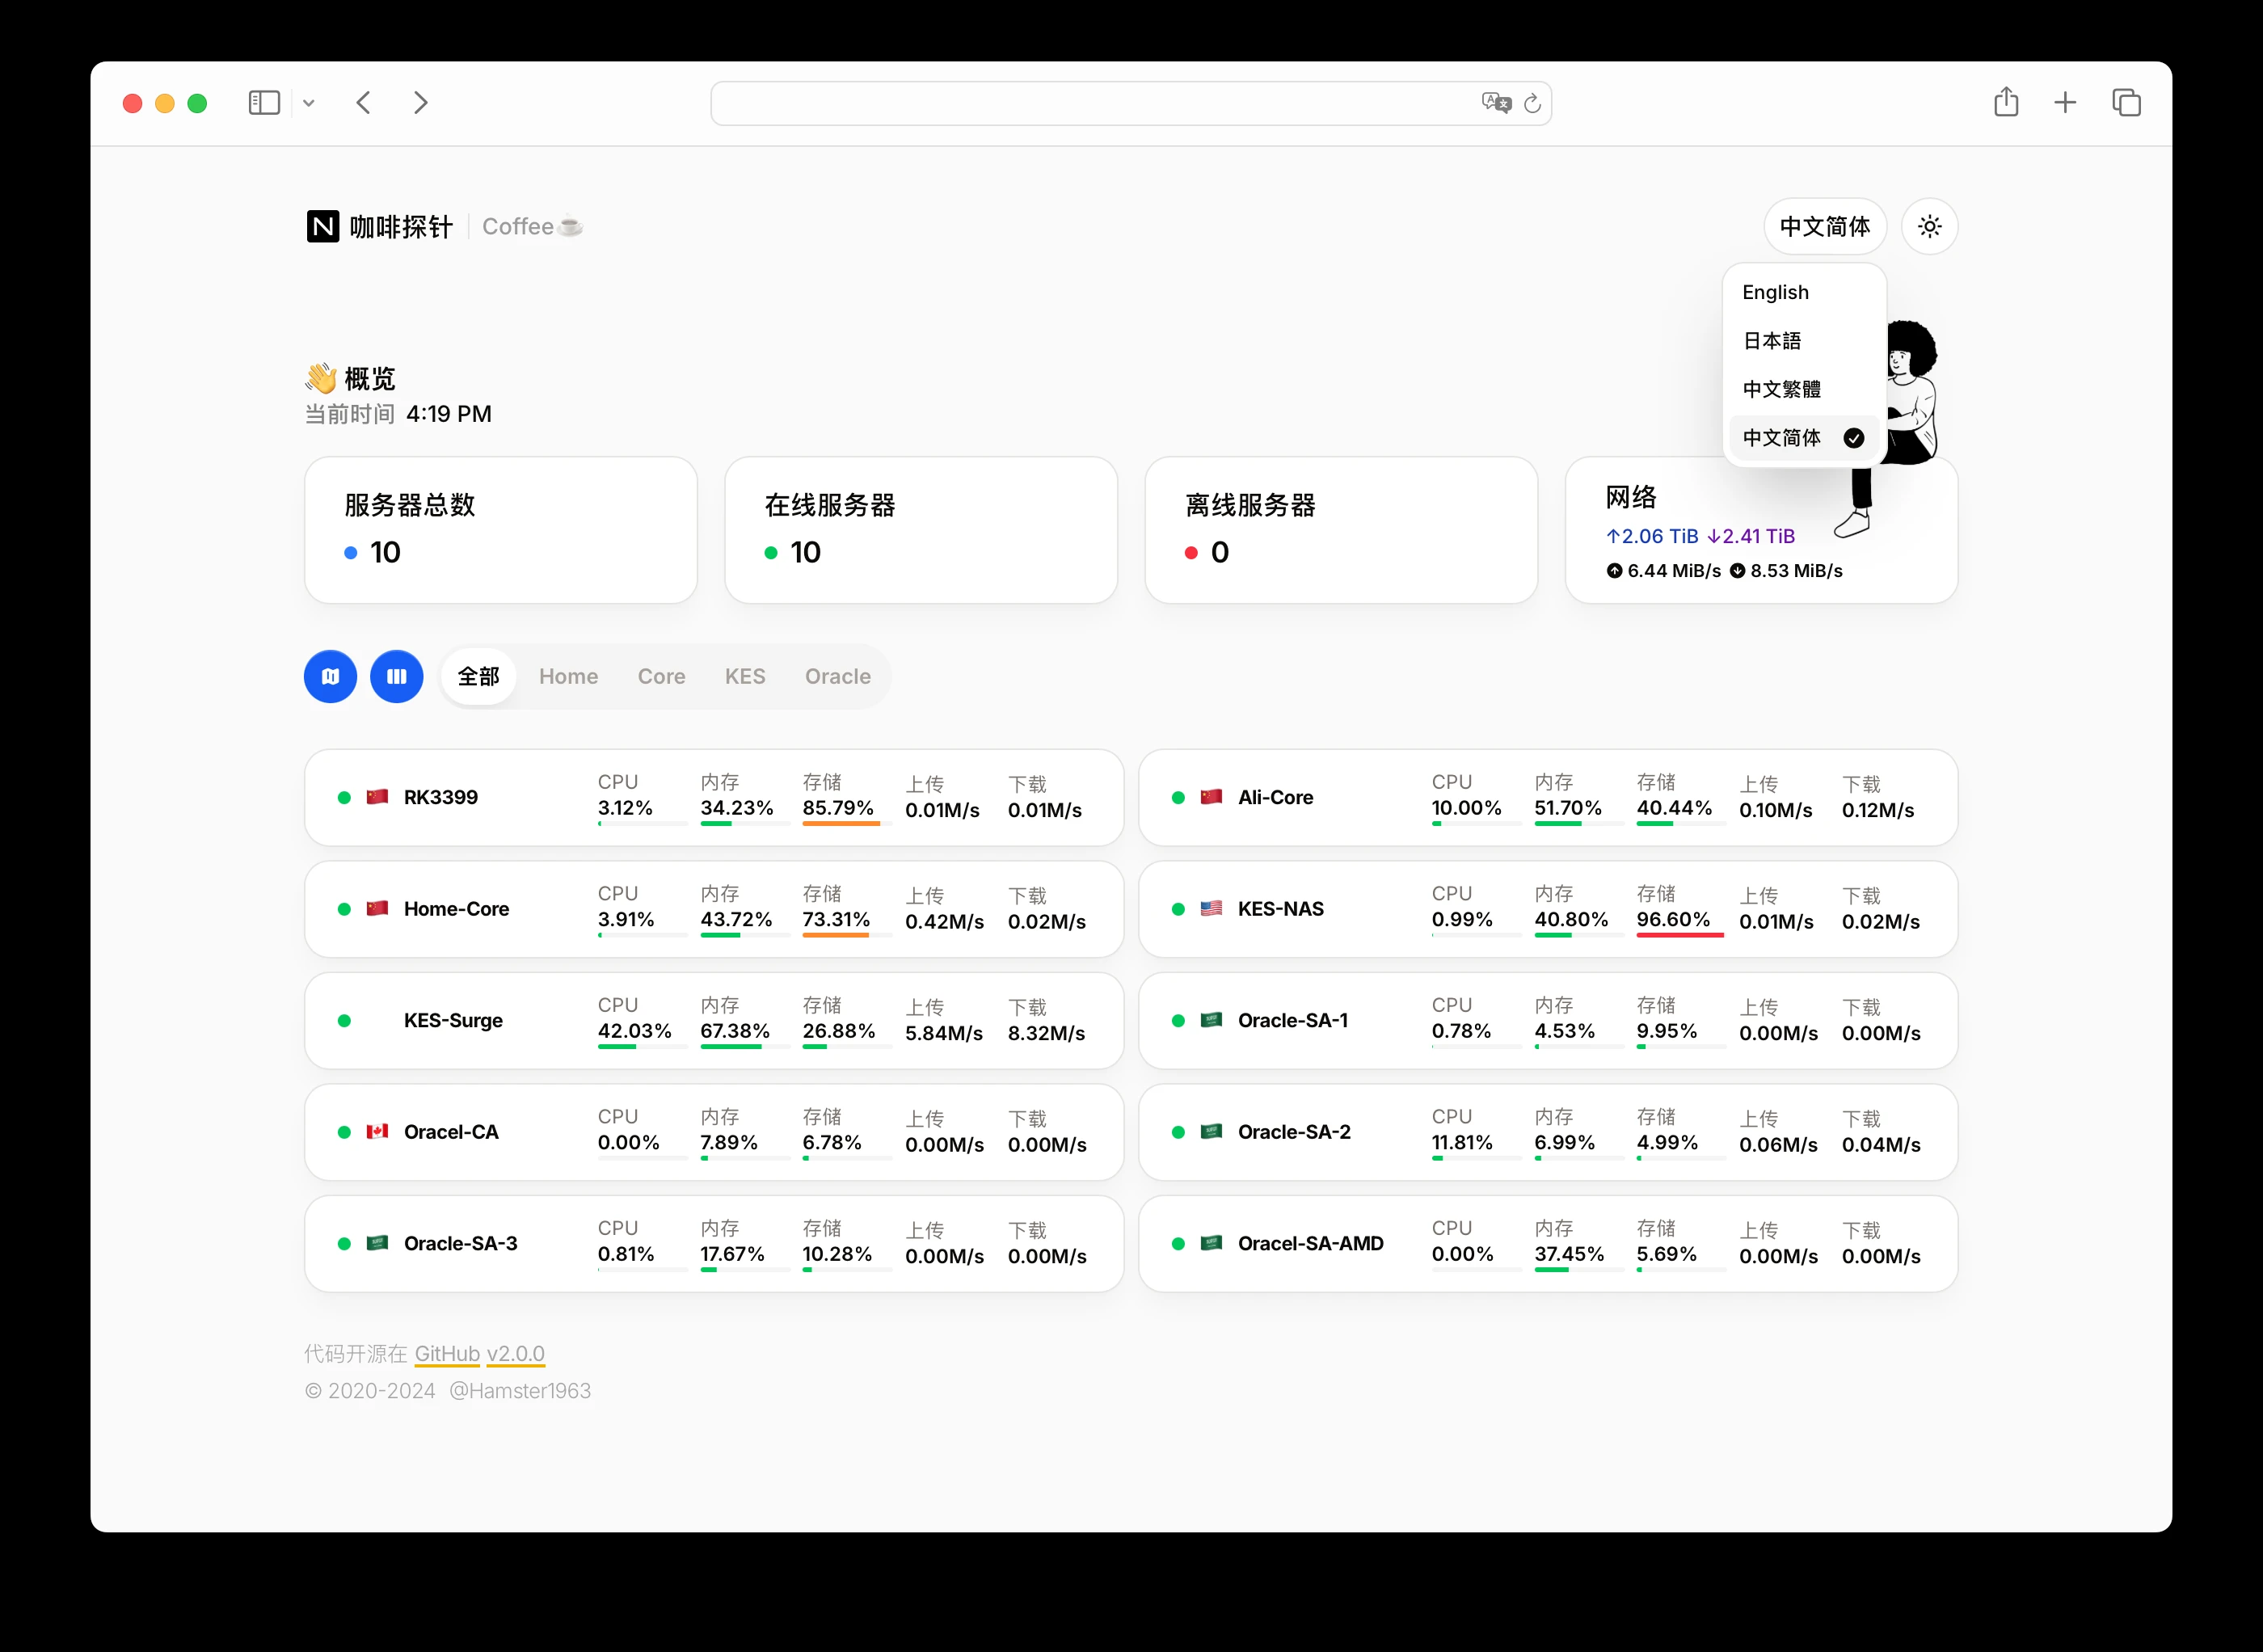 咖啡探针 Coffee☕
中文简体
English
日本語
中文繁體
中文简体
👋 概览
当前时间 4:19 PM
服务器总数
10
在线服务器
10
离线服务器
0
网络
↑2.06 TiB ↓2.41 TiB
6.44 MiB/s 8.53 MiB/s
全部 Home Core KES Oracle
RK3399 CPU 内存 存储 上传 下载
3.12% 34.23% 85.79% 0.01M/s 0.01M/s
Ali-Core CPU 内存 存储 上传 下载
10.00% 51.70% 40.44% 0.10M/s 0.12M/s
Home-Core CPU 内存 存储 上传 下载
3.91% 43.72% 73.31% 0.42M/s 0.02M/s
KES-NAS CPU 内存 存储 上传 下载
0.99% 40.80% 96.60% 0.01M/s 0.02M/s
KES-Surge CPU 内存 存储 上传 下载
42.03% 67.38% 26.88% 5.84M/s 8.32M/s
Oracle-SA-1 CPU 内存 存储 上传 下载
0.78% 4.53% 9.95% 0.00M/s 0.00M/s
Oracel-CA CPU 内存 存储 上传 下载
0.00% 7.89% 6.78% 0.00M/s 0.00M/s
Oracle-SA-2 CPU 内存 存储 上传 下载
11.81% 6.99% 4.99% 0.06M/s 0.04M/s
Oracle-SA-3 CPU 内存 存储 上传 下载
0.81% 17.67% 10.28% 0.00M/s 0.00M/s
Oracel-SA-AMD CPU 内存 存储 上传 下载
0.00% 37.45% 5.69% 0.00M/s 0.00M/s
代码开源在 GitHub v2.0.0
© 2020-2024 @Hamster1963